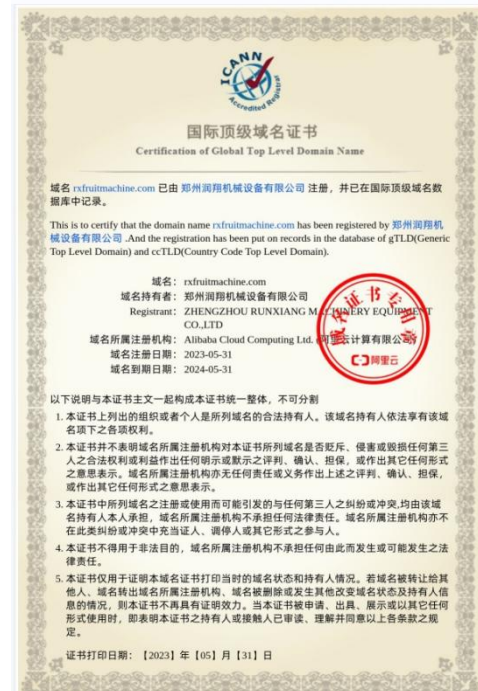 ICANN
Accredited Registrar
国际顶级域名证书
Certification of Global Top Level Domain Name
域名 rxfruitmachine.com 已由 郑州润翔机械设备有限公司 注册，并已在国际顶级域名数
据库中记录。
This is to certify that the domain name rxfruitmachine.com has been registered by 郑州润翔机
械设备有限公司 .And the registration has been put on records in the database of gTLD(Generic
Top Level Domain) and ccTLD(Country Code Top Level Domain).
域名： rxfruitmachine.com
域名持有者： 郑州润翔机械设备有限公司
Registrant： ZHENGZHOU RUNXIANG MACHINERY EQUIPMENT
CO.,LTD
域名所属注册机构： Alibaba Cloud Computing Ltd. (阿里云计算有限公司)
域名注册日期： 2023-05-31
域名到期日期： 2024-05-31
域名证书专用章
阿里云
以下说明与本证书主文一起构成本证书统一整体，不可分割
1. 本证书上列出的组织或者个人是所列域名的合法持有人。该域名持有人依法享有该域
名项下之各项权利。
2. 本证书并不表明域名所属注册机构对本证书所列域名是否贬斥、侵害或毁损任何第三
人之合法权利或利益作出任何明示或默示之评判、确认、担保，或作出其它任何形式
之意思表示。域名所属注册机构亦无任何责任或义务作出上述之评判、确认、担保，
或作出其它任何形式之意思表示。
3. 本证书中所列域名之注册或使用而可能引发的与任何第三人之纠纷或冲突,均由该域
名持有人本人承担，域名所属注册机构不承担任何法律责任。域名所属注册机构亦不
在此类纠纷或冲突中充当证人、调停人或其它形式之参与人。
4. 本证书不得用于非法目的，域名所属注册机构不承担任何由此而发生或可能发生之法
律责任。
5. 本证书仅用于证明本域名证书打印当时的域名状态和持有人情况。若域名被转让给其
他人、域名转出域名所属注册机构、域名被删除或发生其他改变域名状态及持有人信
息的情况，则本证书不再具有证明效力。当本证书被申请、出具、展示或以其它任何
形式使用时，即表明本证书之持有人或接触人已审读、理解并同意以上各条款之规
定。
证书打印日期：【2023】年【05】月【31】日